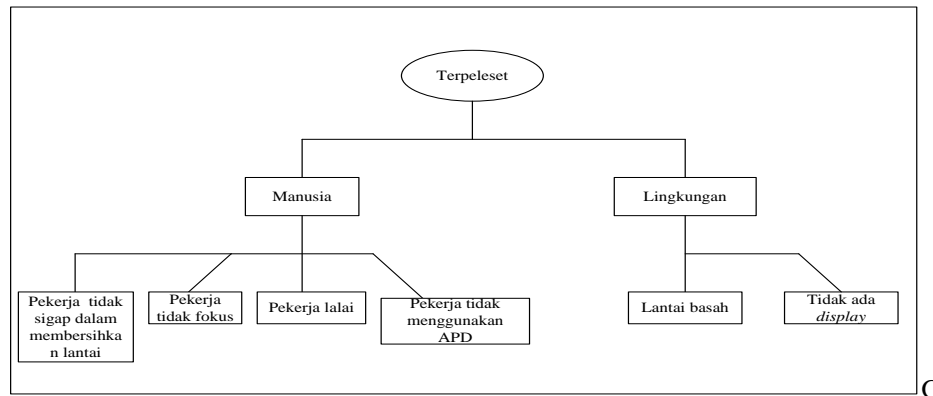 Terpeleset
Manusia
Lingkungan
Pekerja tidak
sigap dalam
membersihka
n lantai
Pekerja
tidak fokus
Pekerja lalai
Pekerja tidak
menggunakan
APD
Lantai basah
Tidak ada
display